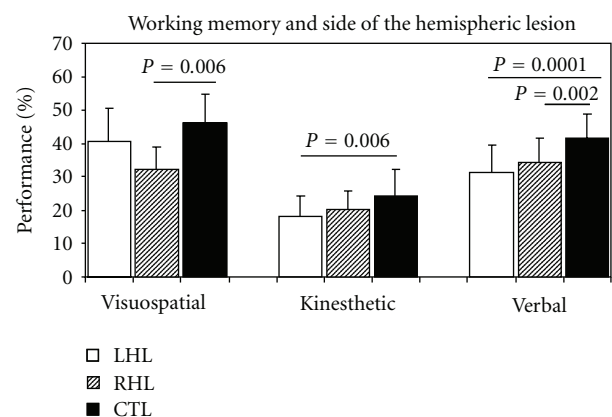 Working memory and side of the hemispheric lesion
Performance (%)
70
60
50
40
30
20
10
0
P = 0.006
P = 0.006
P = 0.0001
P = 0.002
Visuospatial
Kinesthetic
Verbal
LHL
RHL
CTL